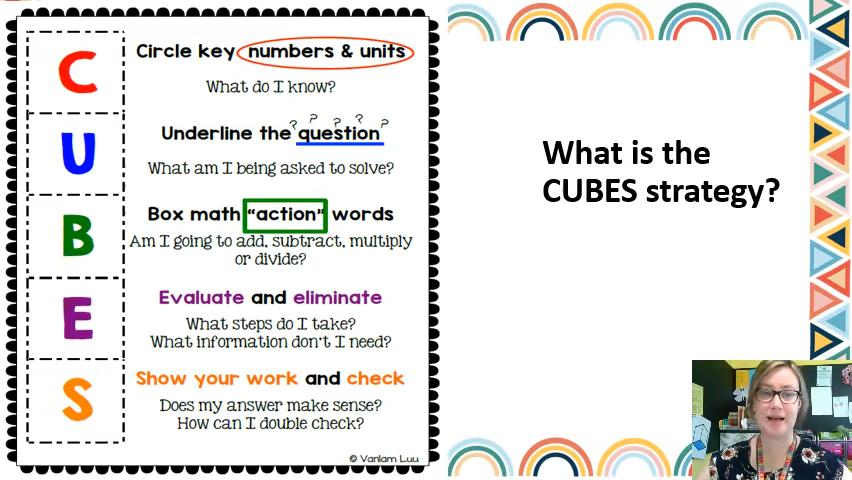 C
Circle key numbers & units
What do I know?
U
Underline the ?question?
? ? ?
What am I being asked to solve?
B
Box math "action" words
Am I going to add, subtract, multiply
or divide?
E
Evaluate and eliminate
What steps do I take?
What information don't I need?
S
Show your work and check
Does my answer make sense?
How can I double check?
© Vanlam Luu
What is the
CUBES strategy?